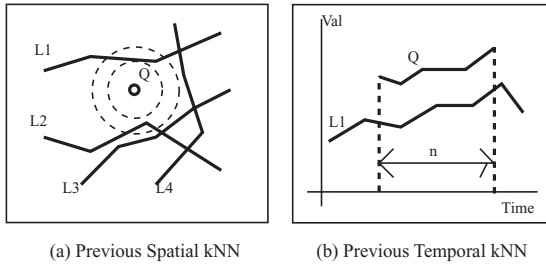 L1
Q
L2
L3
L4
(a) Previous Spatial kNN
Val
Q
L1
n
Time
(b) Previous Temporal kNN